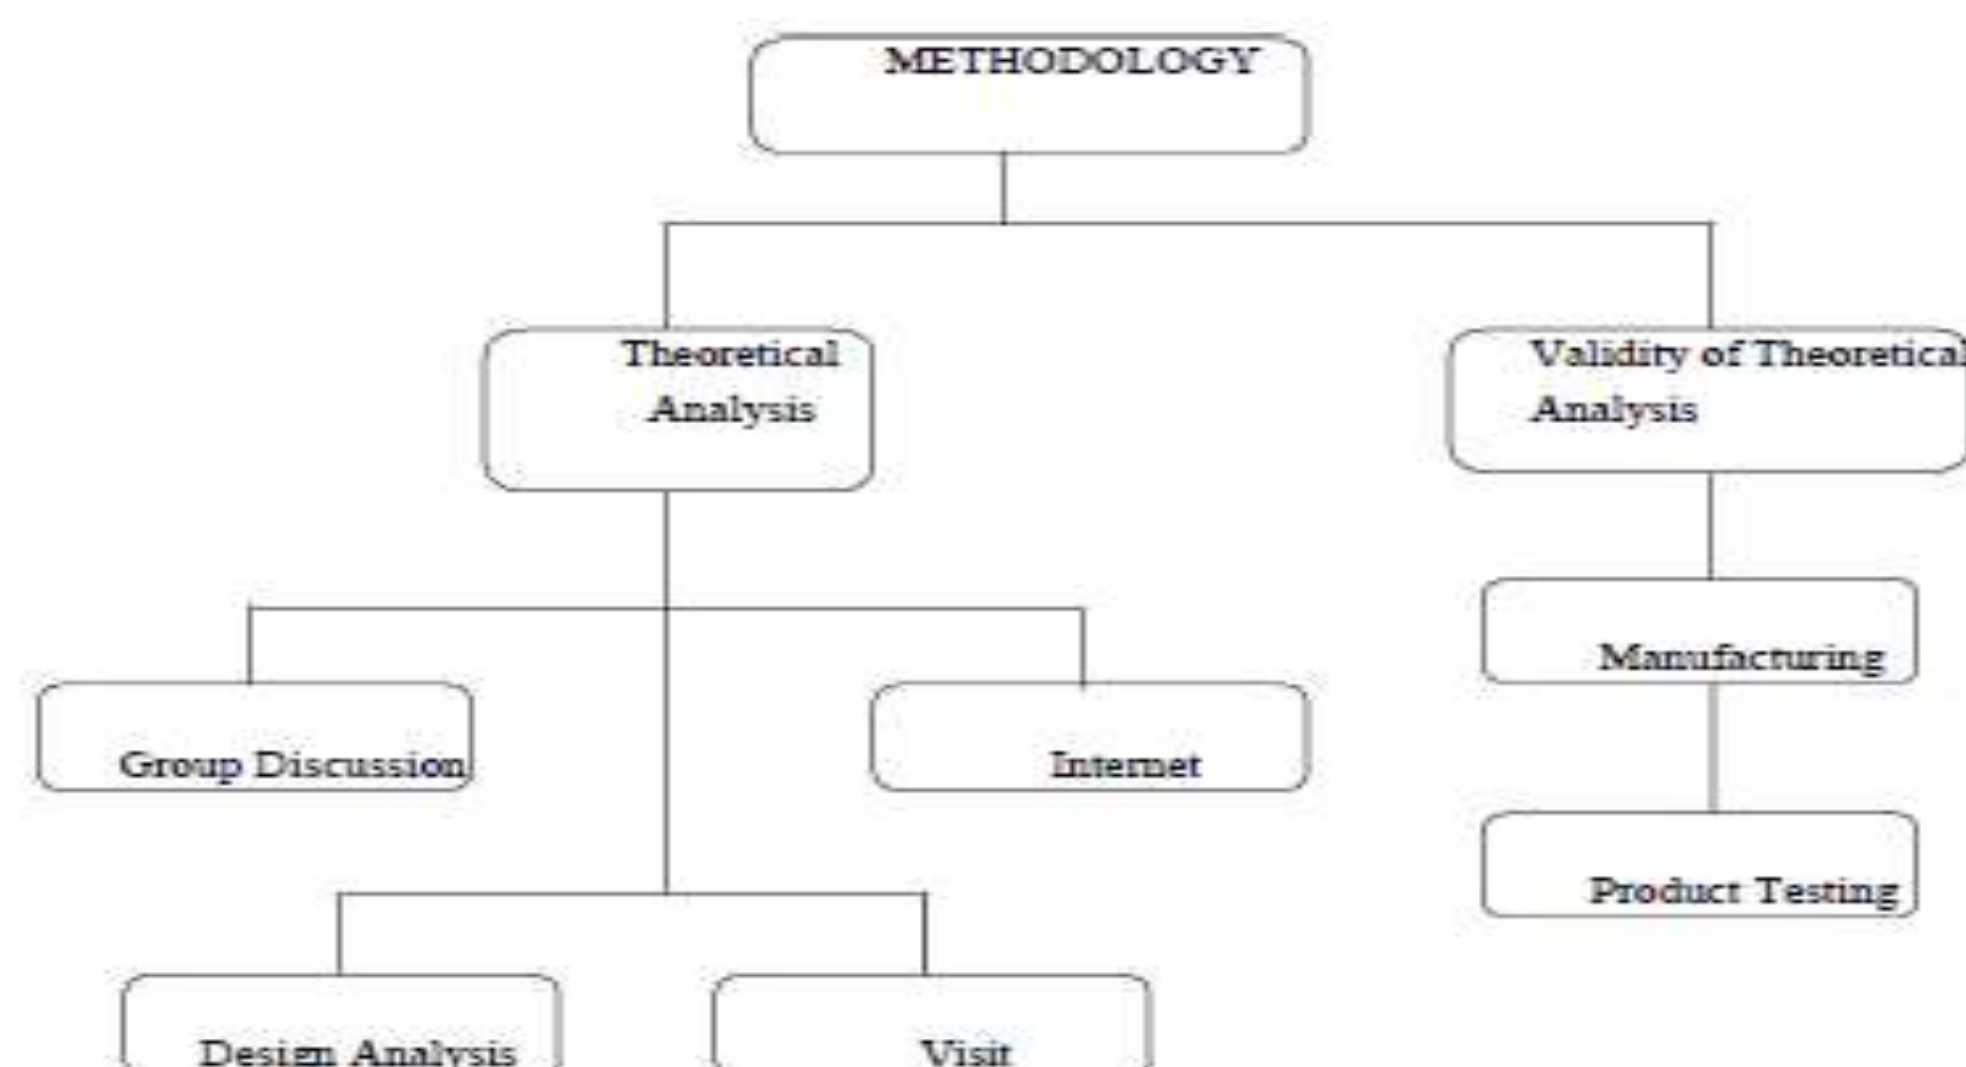 METHODOLOGY
Theoretical
Analysis
Validity of Theoretical
Analysis
Manufacturing
Group Discussion
Internet
Product Testing
Design Analysis
Visit